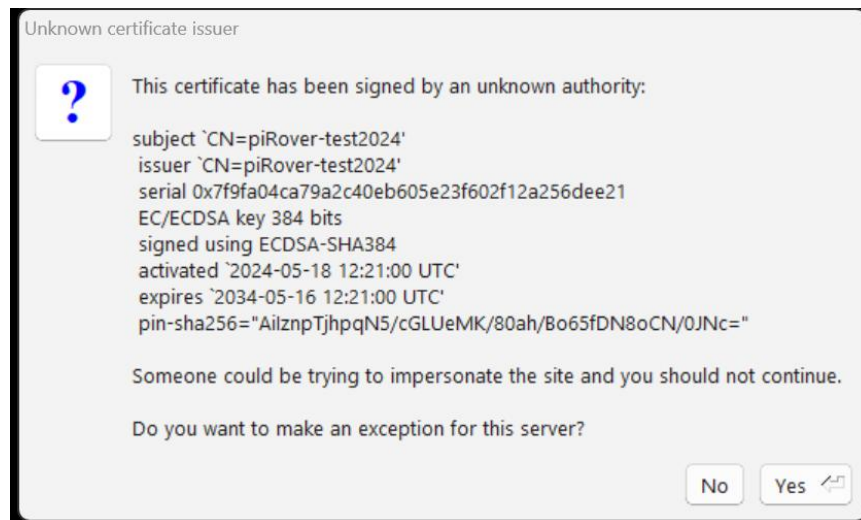 Unknown certificate issuer
?
This certificate has been signed by an unknown authority:
subject `CN=piRover-test2024'
issuer `CN=piRover-test2024'
serial 0x7f9fa04ca79a2c40eb605e23f602f12a256dee21
EC/ECDSA key 384 bits
signed using ECDSA-SHA384
activated `2024-05-18 12:21:00 UTC'
expires `2034-05-16 12:21:00 UTC'
pin-sha256="AiIznpTjhpqN5/cGLUeMK/80ah/Bo65fDN8oCN/0JNc="
Someone could be trying to impersonate the site and you should not continue.
Do you want to make an exception for this server?
No
Yes